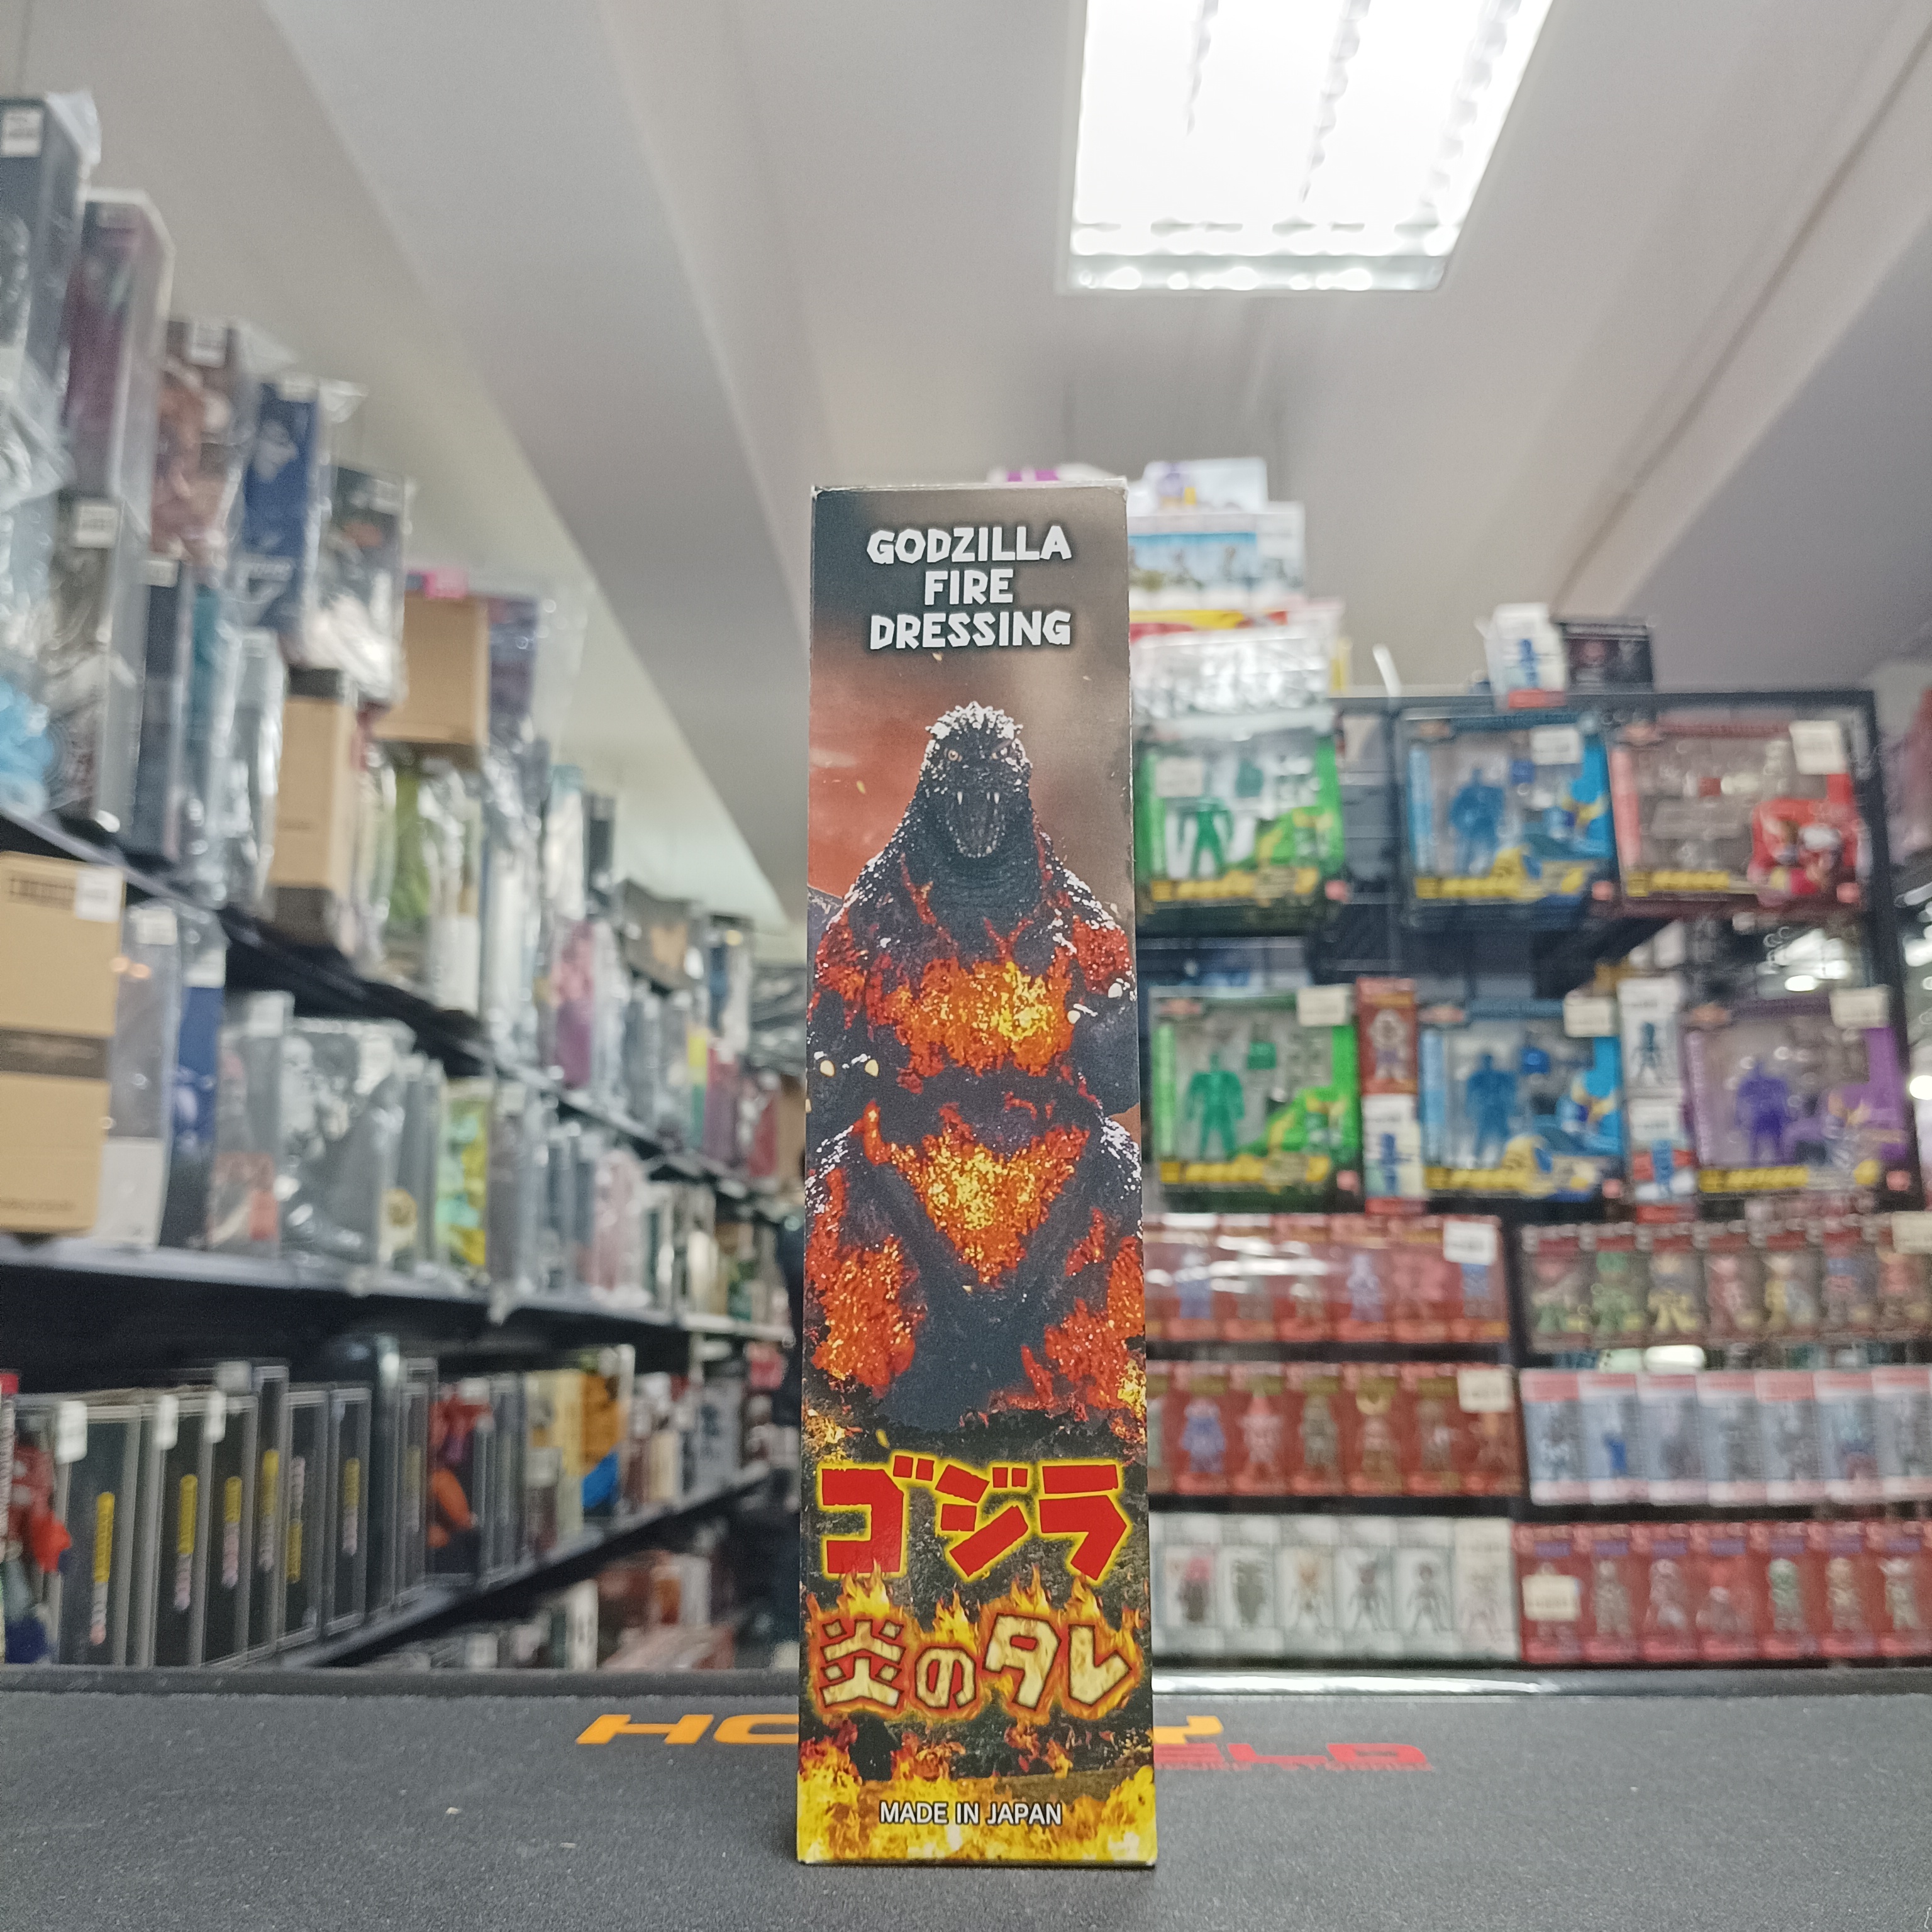 GODZILLA
FIRE
DRESSING
ゴジラ
炎のタレ
MADE IN JAPAN